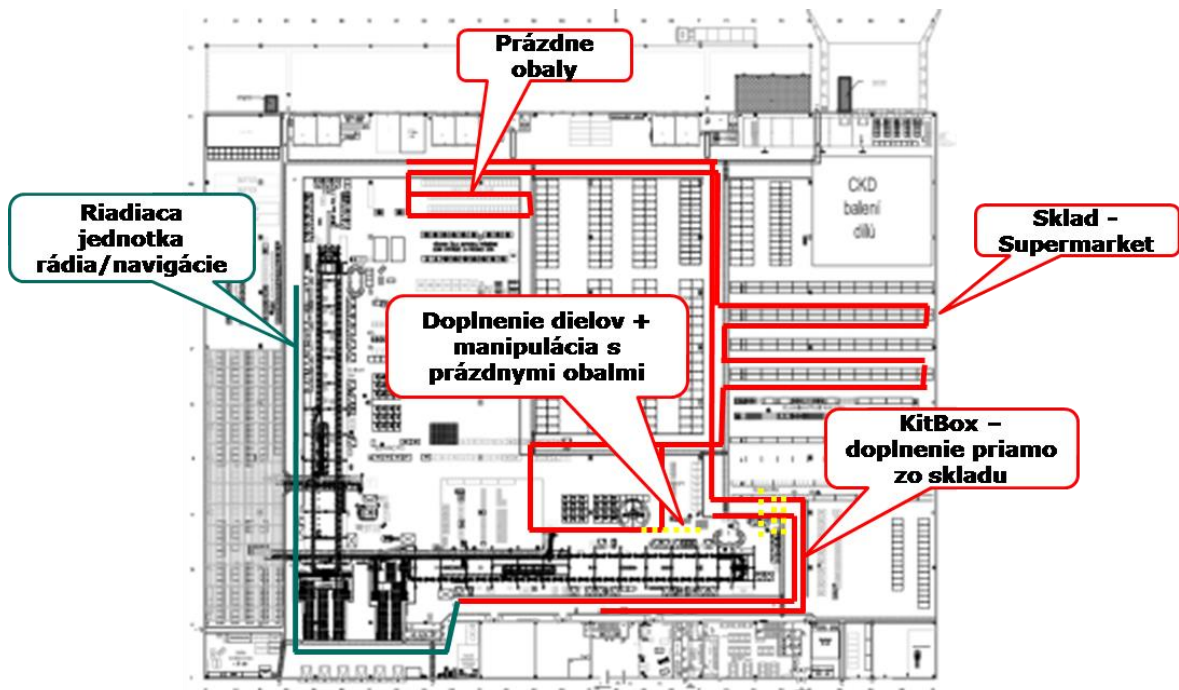 Prázdne
obaly
Riadiaca
jednotka
rádia/navigácie
CKD
balení
dílů
Sklad -
Supermarket
Doplnenie dielov +
manipulácia s
prázdnymi obalmi
KitBox –
doplnenie priamo
zo skladu